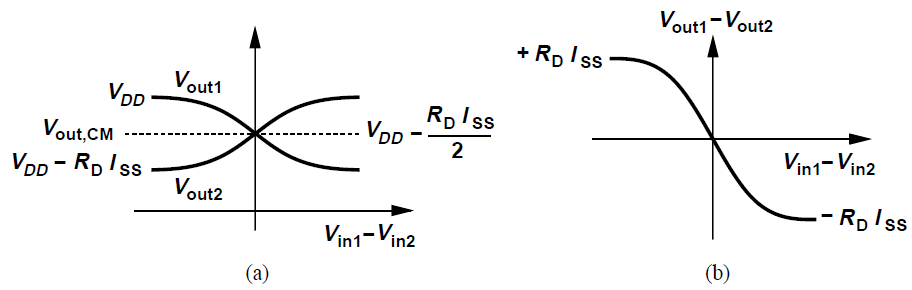 V_DD
V_out1
V_out,CM
V_DD − R_D I_SS
V_out2
V_DD − R_D I_SS / 2
V_in1 − V_in2
(a)
V_out1 − V_out2
+ R_D I_SS
V_in1 − V_in2
− R_D I_SS
(b)